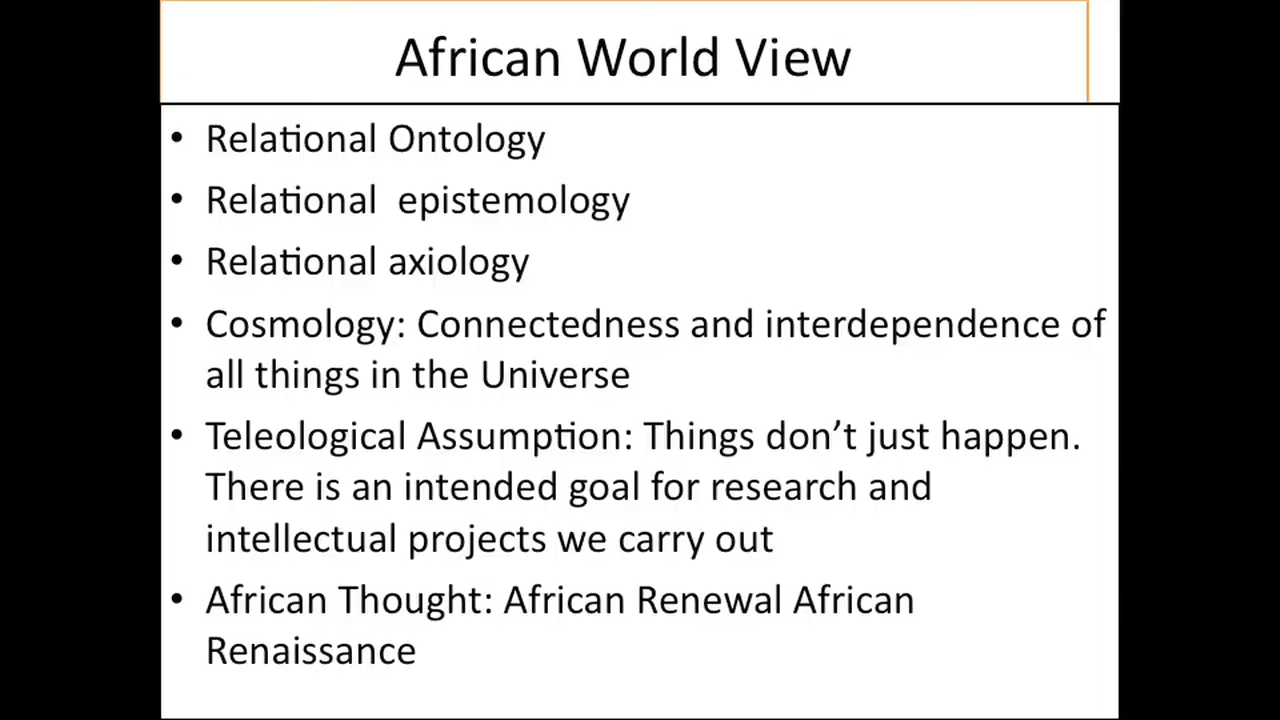 African World View
• Relational Ontology
• Relational epistemology
• Relational axiology
• Cosmology: Connectedness and interdependence of
all things in the Universe
• Teleological Assumption: Things don’t just happen.
There is an intended goal for research and
intellectual projects we carry out
• African Thought: African Renewal African
Renaissance